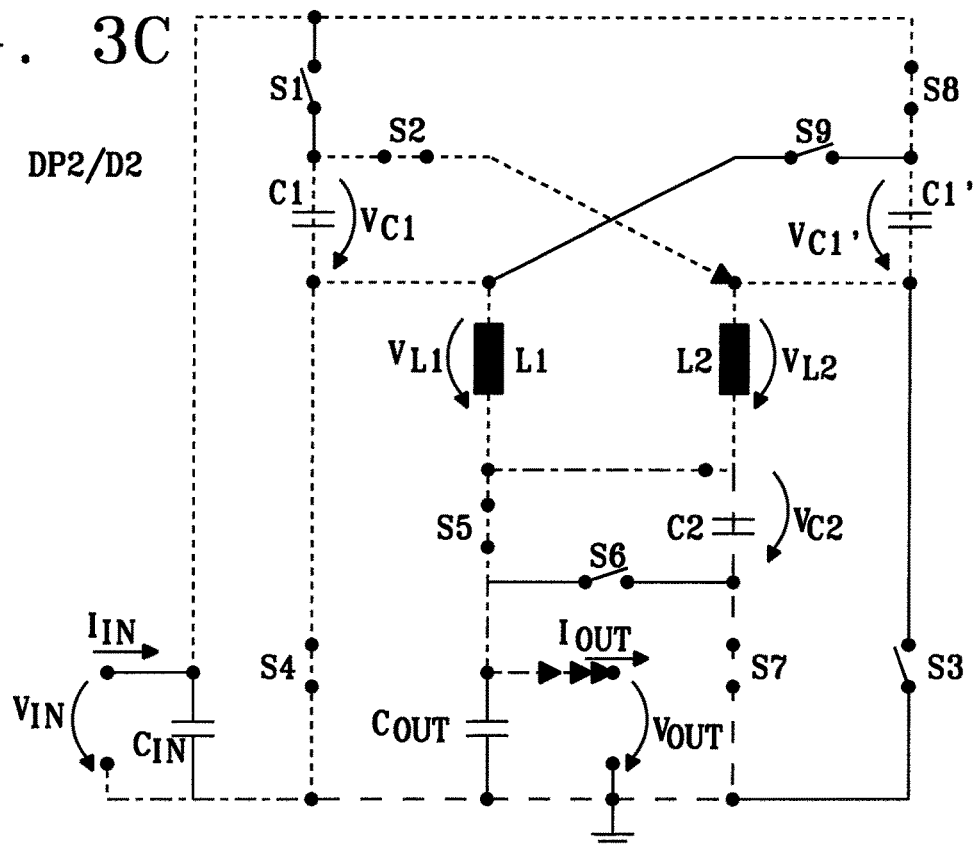 . 3C
S1
S8
S2
S9
DP2/D2
C1
C1'
VC1
VC1'
VL1
L1
L2
VL2
S5
C2
VC2
S6
IIN
IOUT
S4
S7
S3
VIN
CIN
COUT
VOUT